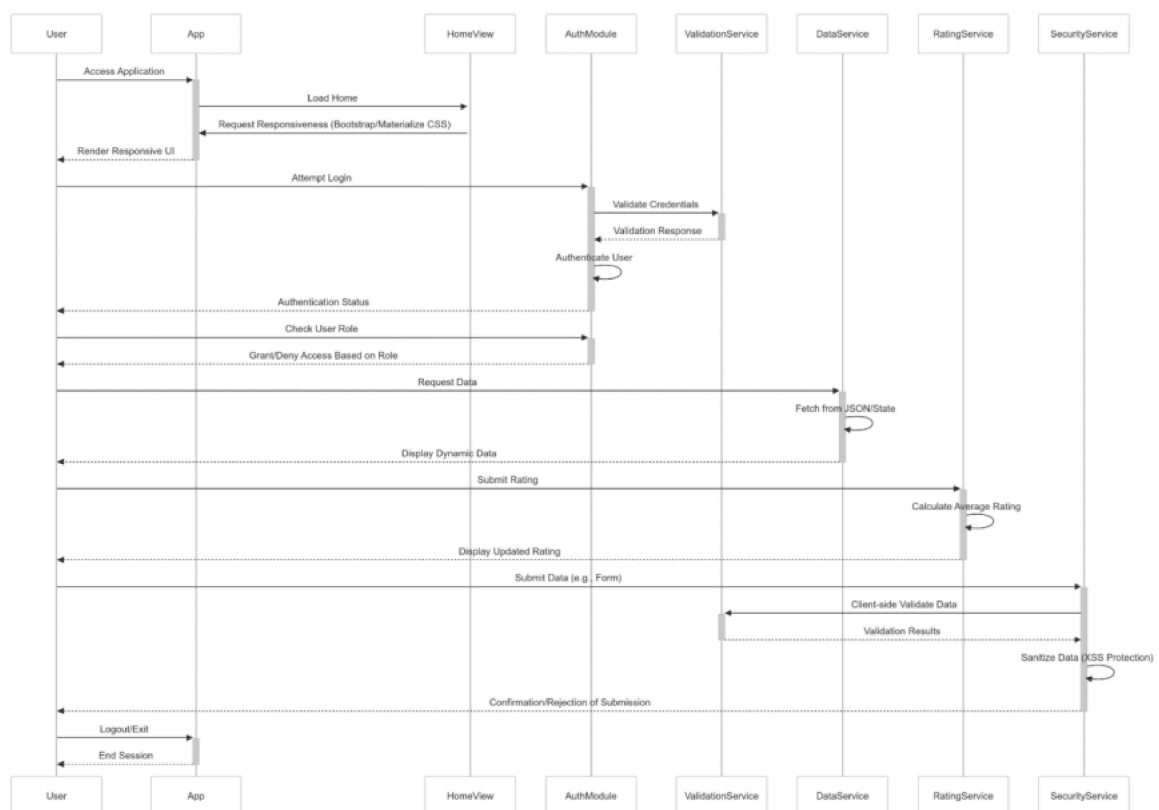 User App HomeView AuthModule ValidationService DataService RatingService SecurityService
Access Application
Load Home
Request Responsiveness (Bootstrap/Materialize CSS)
Render Responsive UI
Attempt Login
Validate Credentials
Validation Response
Authenticate User
Authentication Status
Check User Role
Grant/Deny Access Based on Role
Request Data
Fetch from JSON/State
Display Dynamic Data
Submit Rating
Calculate Average Rating
Display Updated Rating
Submit Data (e.g., Form)
Client-side Validate Data
Validation Results
Sanitize Data (XSS Protection)
Confirmation/Rejection of Submission
Logout/Exit
End Session
User App HomeView AuthModule ValidationService DataService RatingService SecurityService